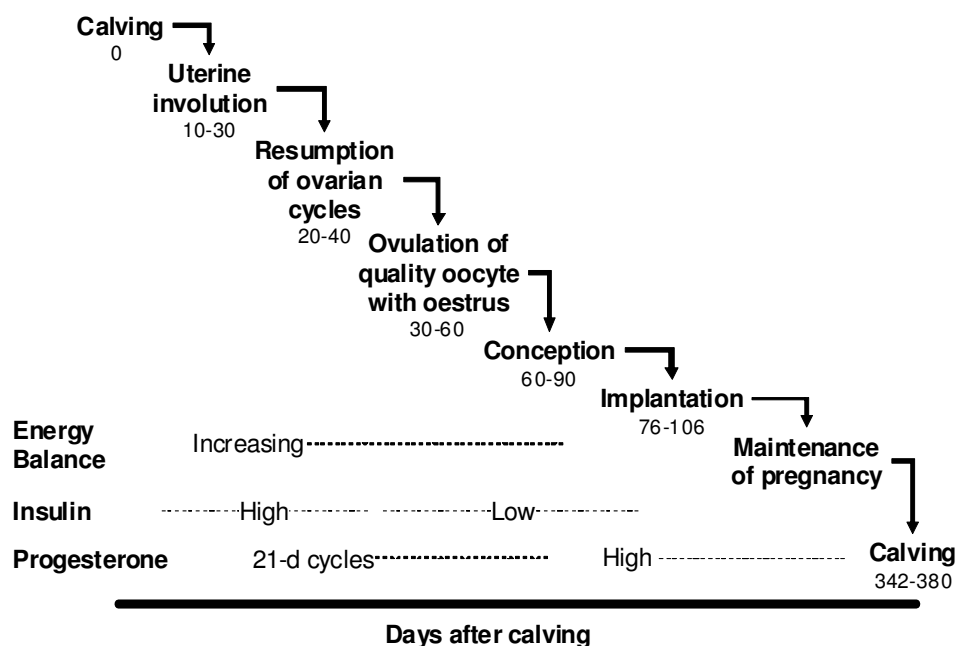 Calving
0
Uterine
involution
10-30
Resumption
of ovarian
cycles
20-40
Ovulation of
quality oocyte
with oestrus
30-60
Conception
60-90
Implantation
76-106
Maintenance
of pregnancy
Calving
342-380
Energy
Balance
Increasing
Insulin
High
Low
Progesterone
21-d cycles
High
Days after calving